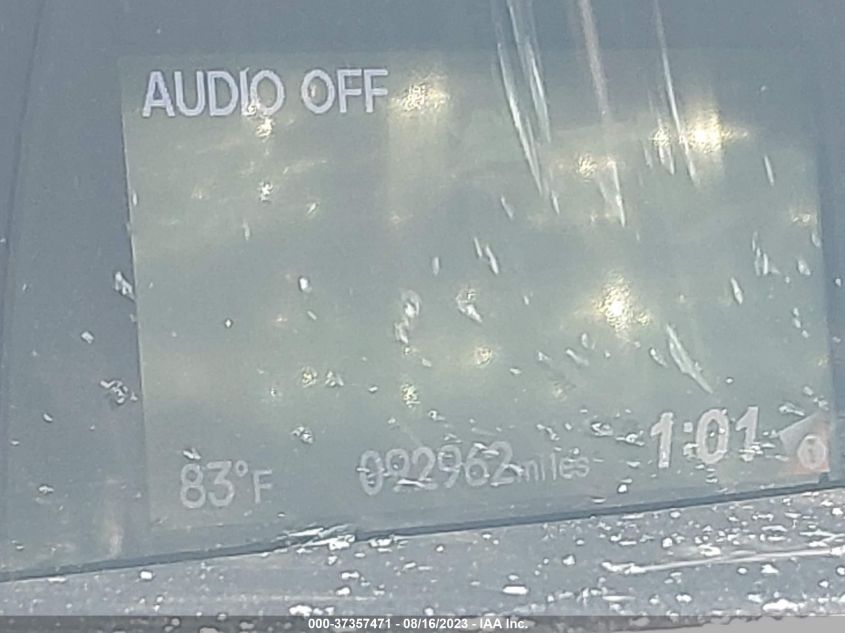 AUDIO OFF
83°F 092962 miles 1:01
000-37357471 - 08/16/2023 - IAA Inc.